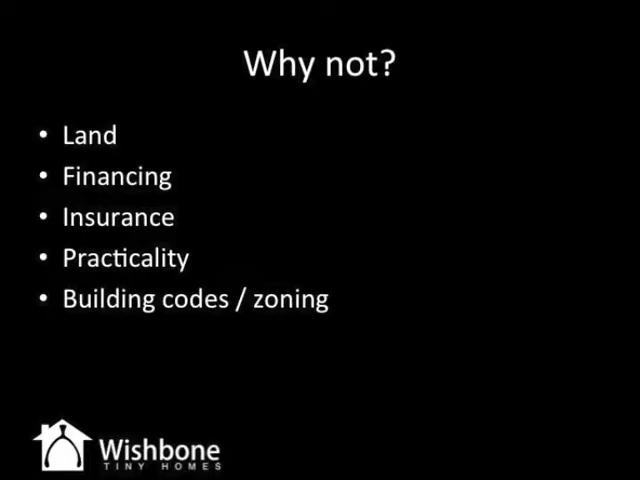 Why not?
• Land
• Financing
• Insurance
• Practicality
• Building codes / zoning
Wishbone
TINY HOMES